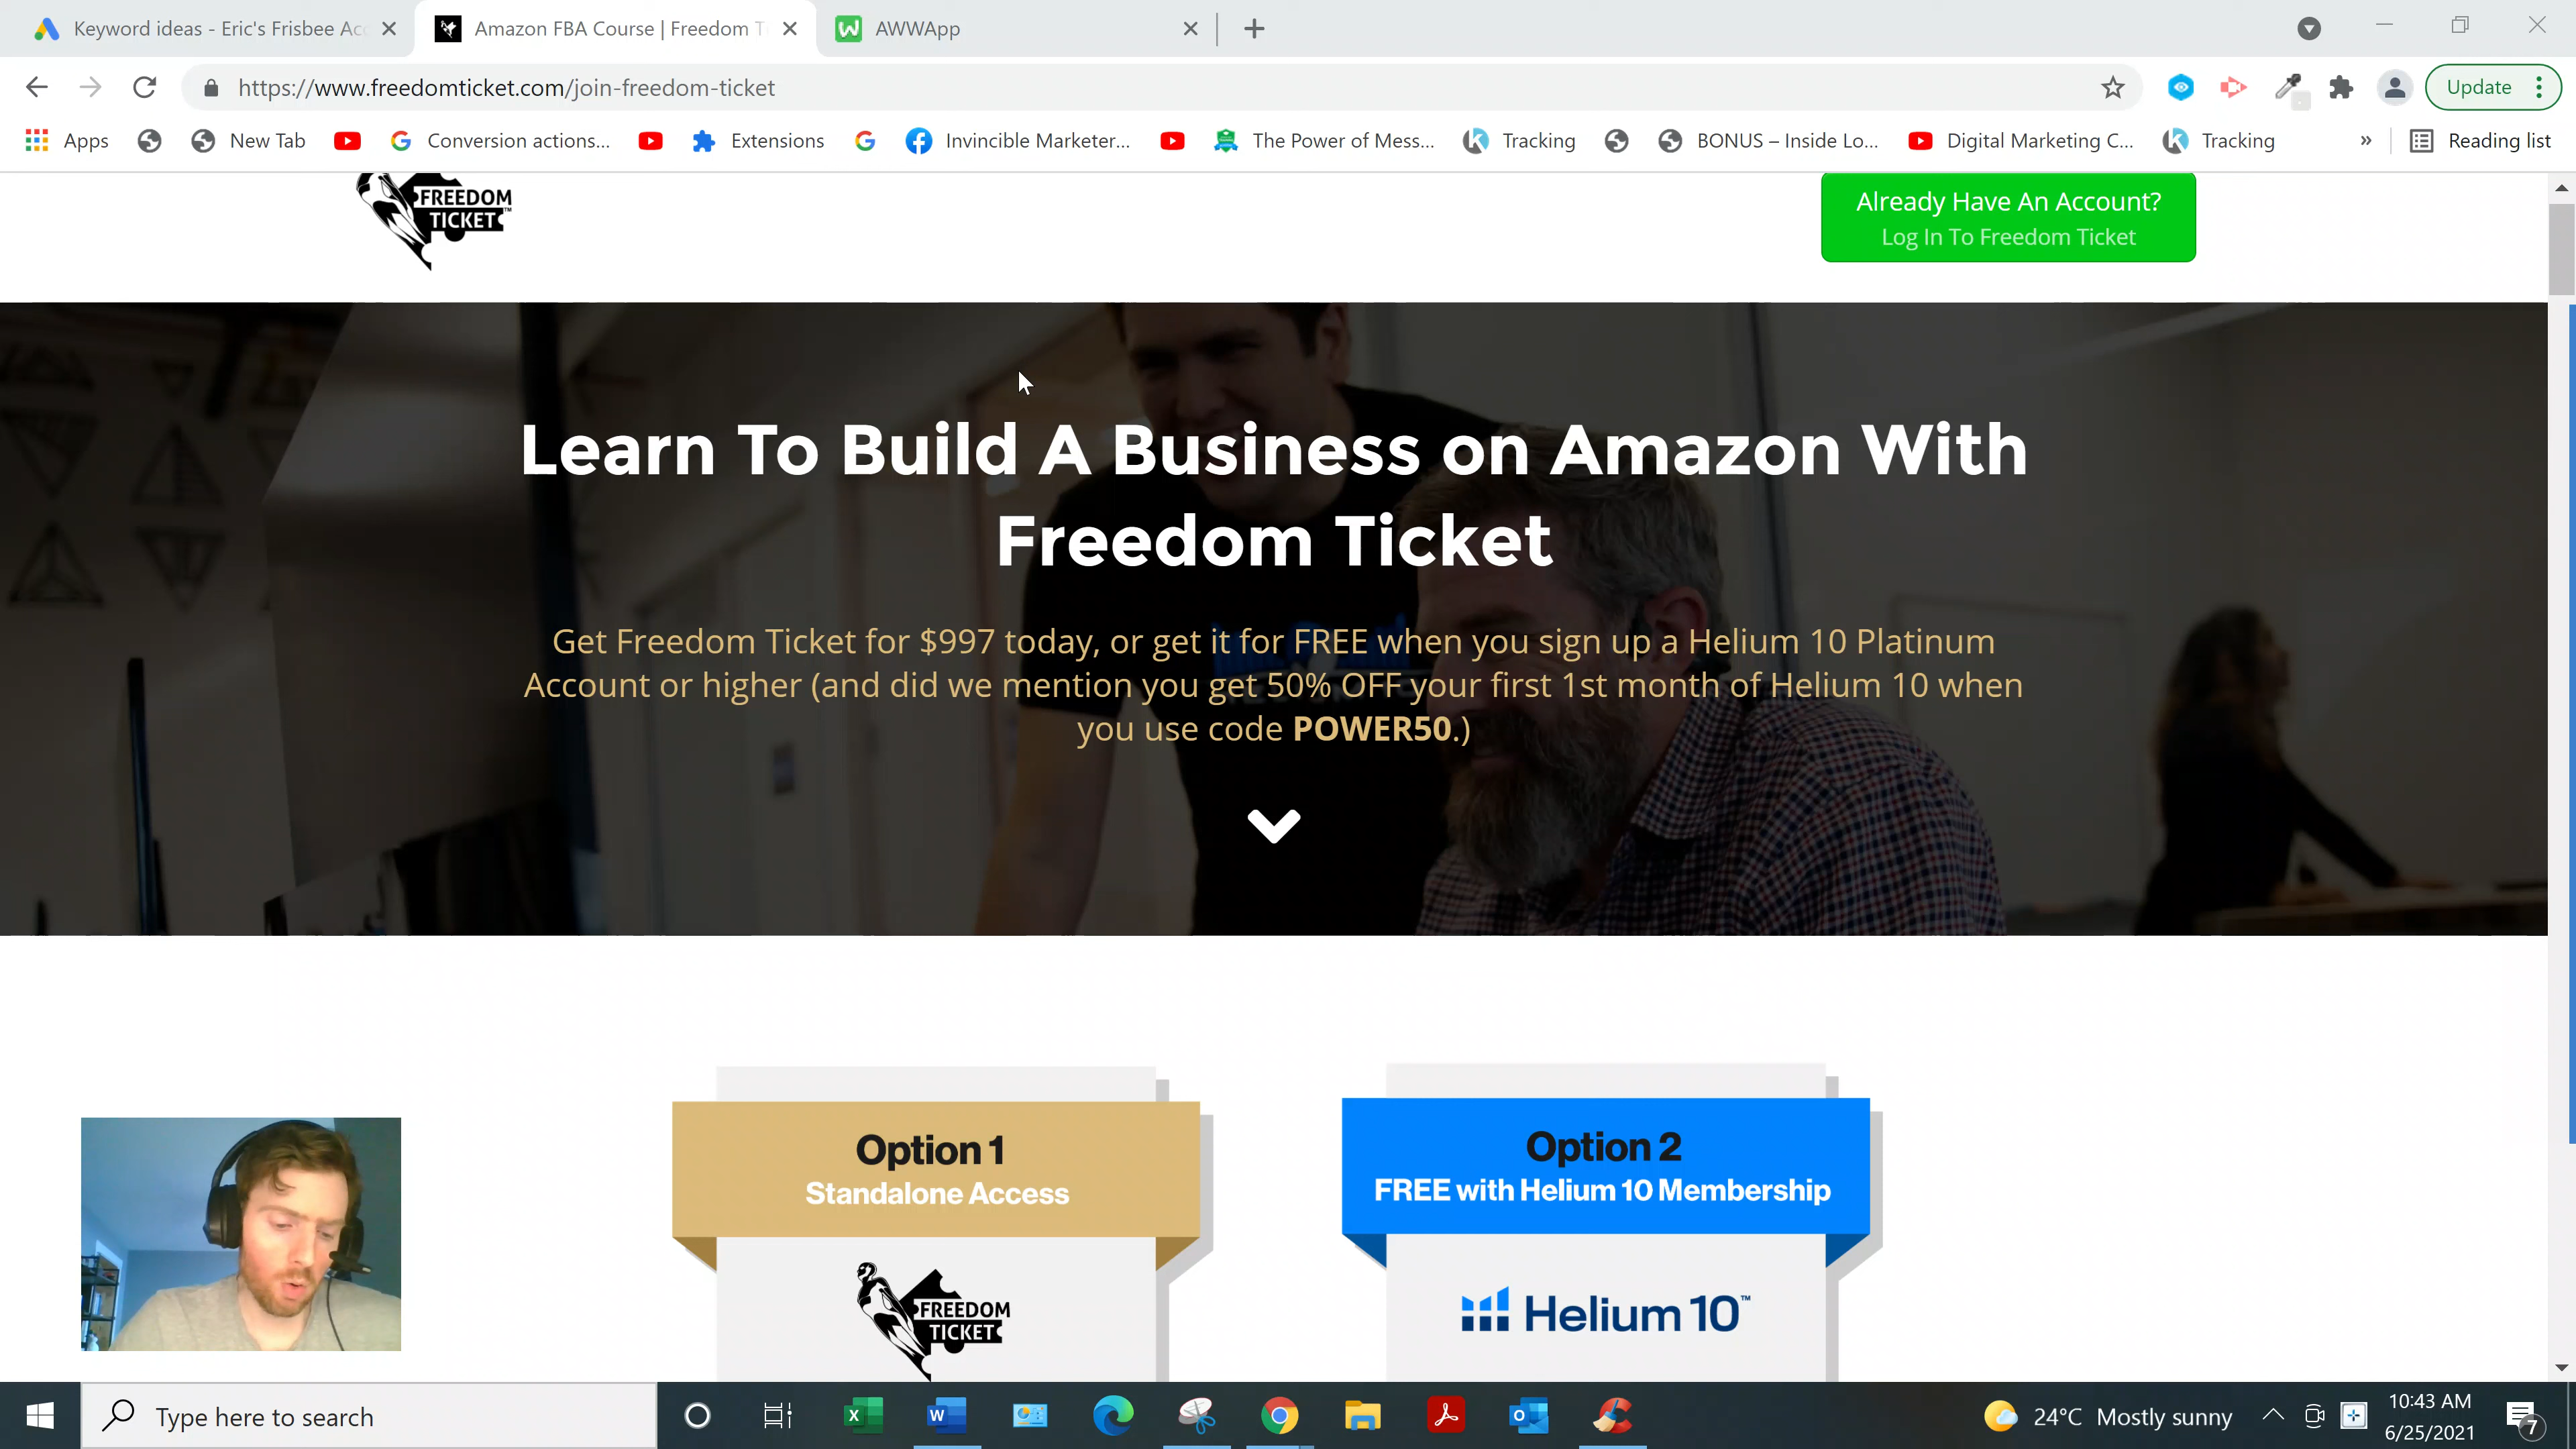 Keyword ideas - Eric's Frisbee Acc
Amazon FBA Course | Freedom T
AWWApp
https://www.freedomticket.com/join-freedom-ticket
Update
Apps
New Tab
Conversion actions...
Extensions
Invincible Marketer...
The Power of Mess...
Tracking
BONUS – Inside Lo...
Digital Marketing C...
Tracking
»
Reading list
FREEDOM
TICKET™
Already Have An Account?
Log In To Freedom Ticket
Learn To Build A Business on Amazon With
Freedom Ticket
Get Freedom Ticket for $997 today, or get it for FREE when you sign up a Helium 10 Platinum
Account or higher (and did we mention you get 50% OFF your first 1st month of Helium 10 when
you use code POWER50.)
Option 1
Standalone Access
FREEDOM
TICKET
Option 2
FREE with Helium 10 Membership
Helium 10™
Type here to search
24°C Mostly sunny
10:43 AM
6/25/2021
7